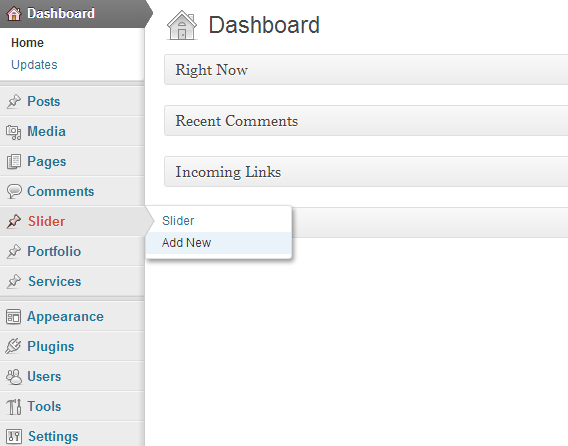 Dashboard
Home
Updates
Posts
Media
Pages
Comments
Slider
Portfolio
Services
Appearance
Plugins
Users
Tools
Settings
Slider
Add New
Dashboard
Right Now
Recent Comments
Incoming Links